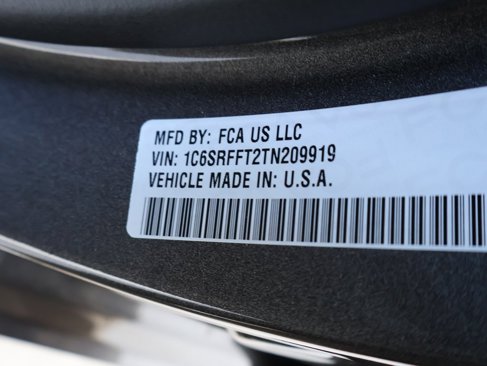 MFD BY: FCA US LLC
VIN: 1C6SRFFT2TN209919
VEHICLE MADE IN: U.S.A.